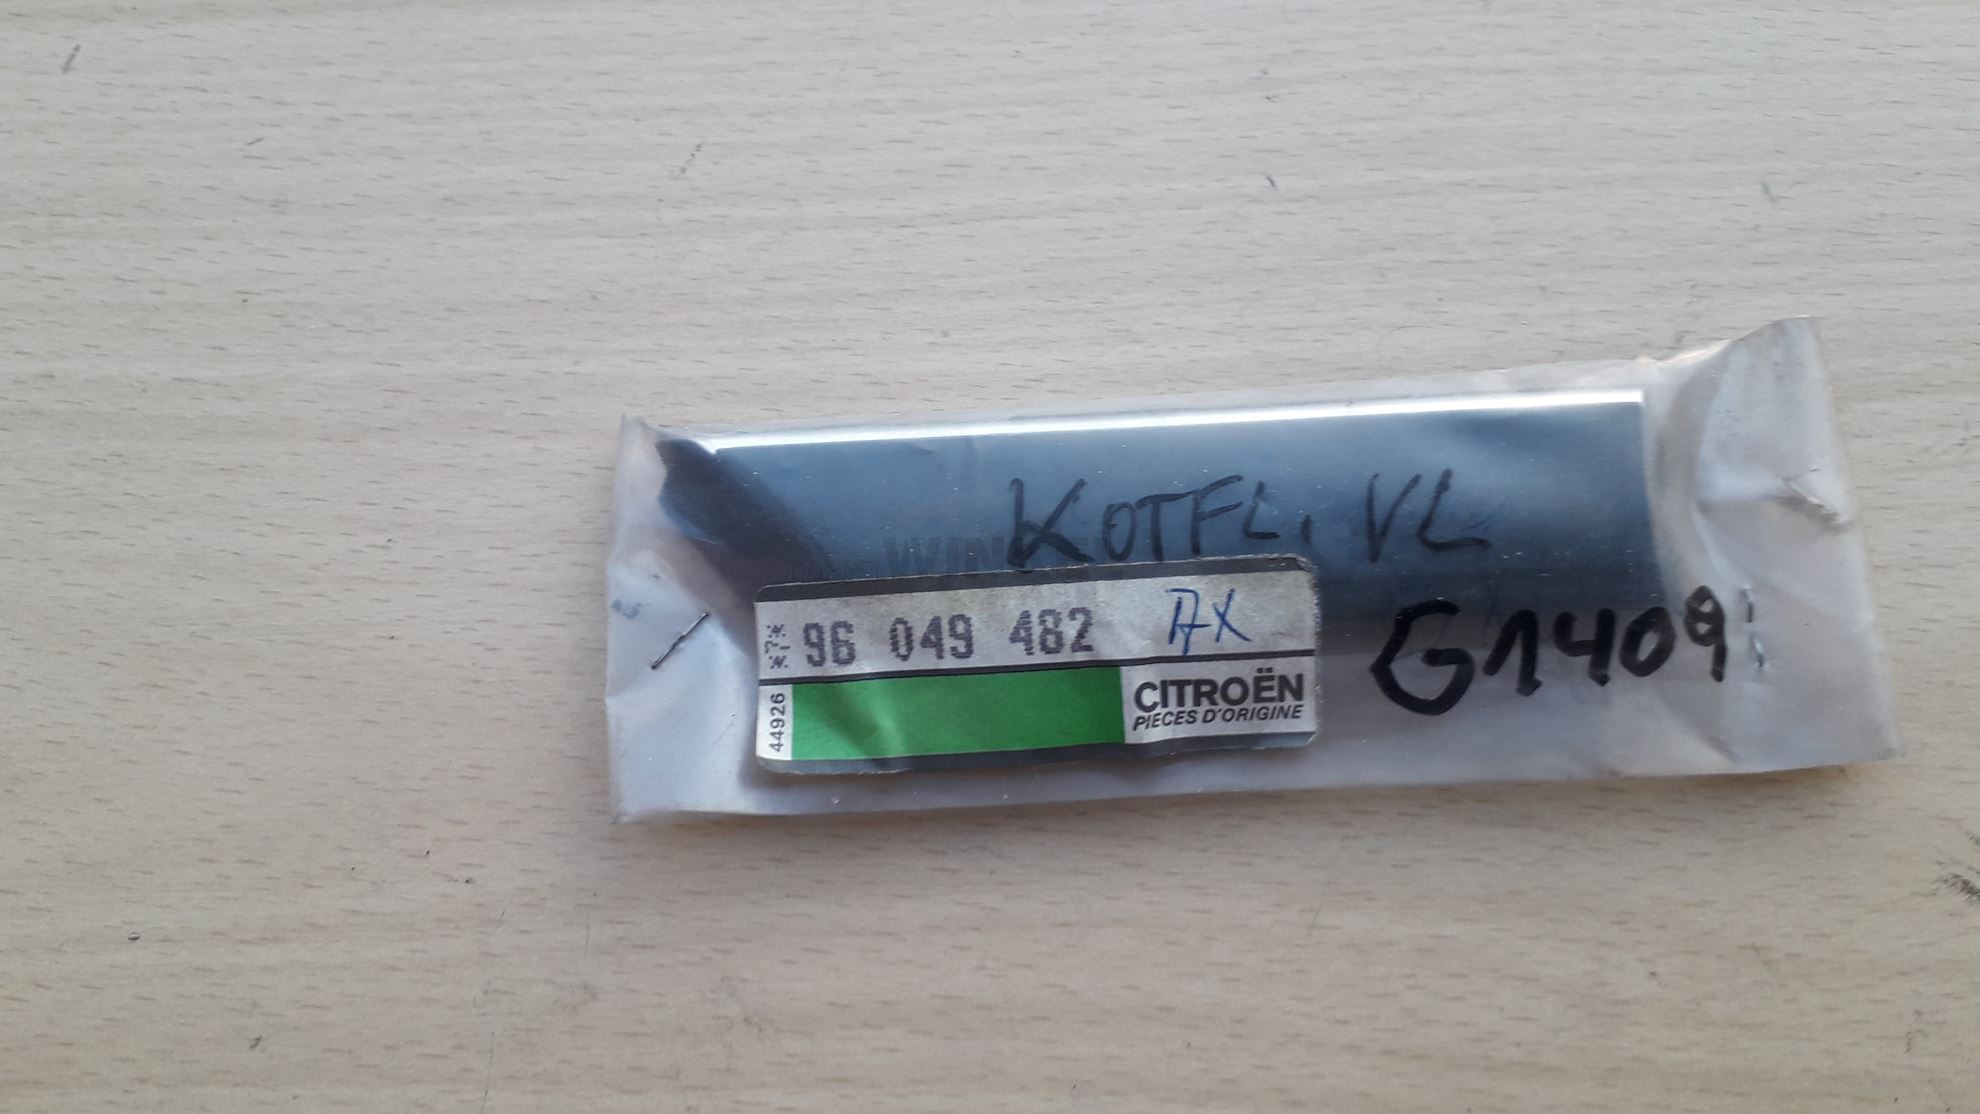 KOTFL. VL
96 049 482 AX
44926
CITROËN
PIECES D'ORIGINE
G1409